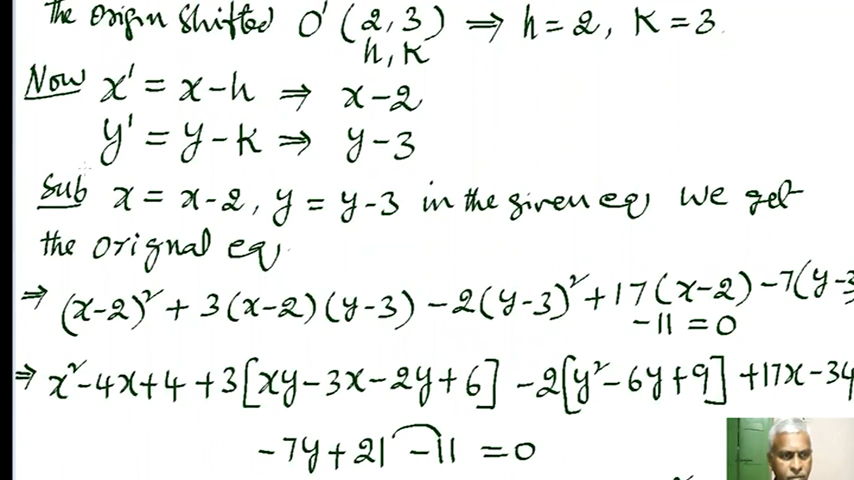 The Origin Shifted O' (2, 3) ⇒ h = 2, K = 3
h, K
Now x' = x-h ⇒ x-2
y' = y-K ⇒ y-3
Sub x = x-2, y = y-3 in the given eq we get
the orignal eq
⇒ (x-2)² + 3(x-2)(y-3) - 2(y-3)² + 17(x-2) - 7(y-3
-11 = 0
⇒ x² - 4x + 4 + 3[xy - 3x - 2y + 6] - 2[y² - 6y + 9] + 17x - 34
- 7y + 21 - 11 = 0